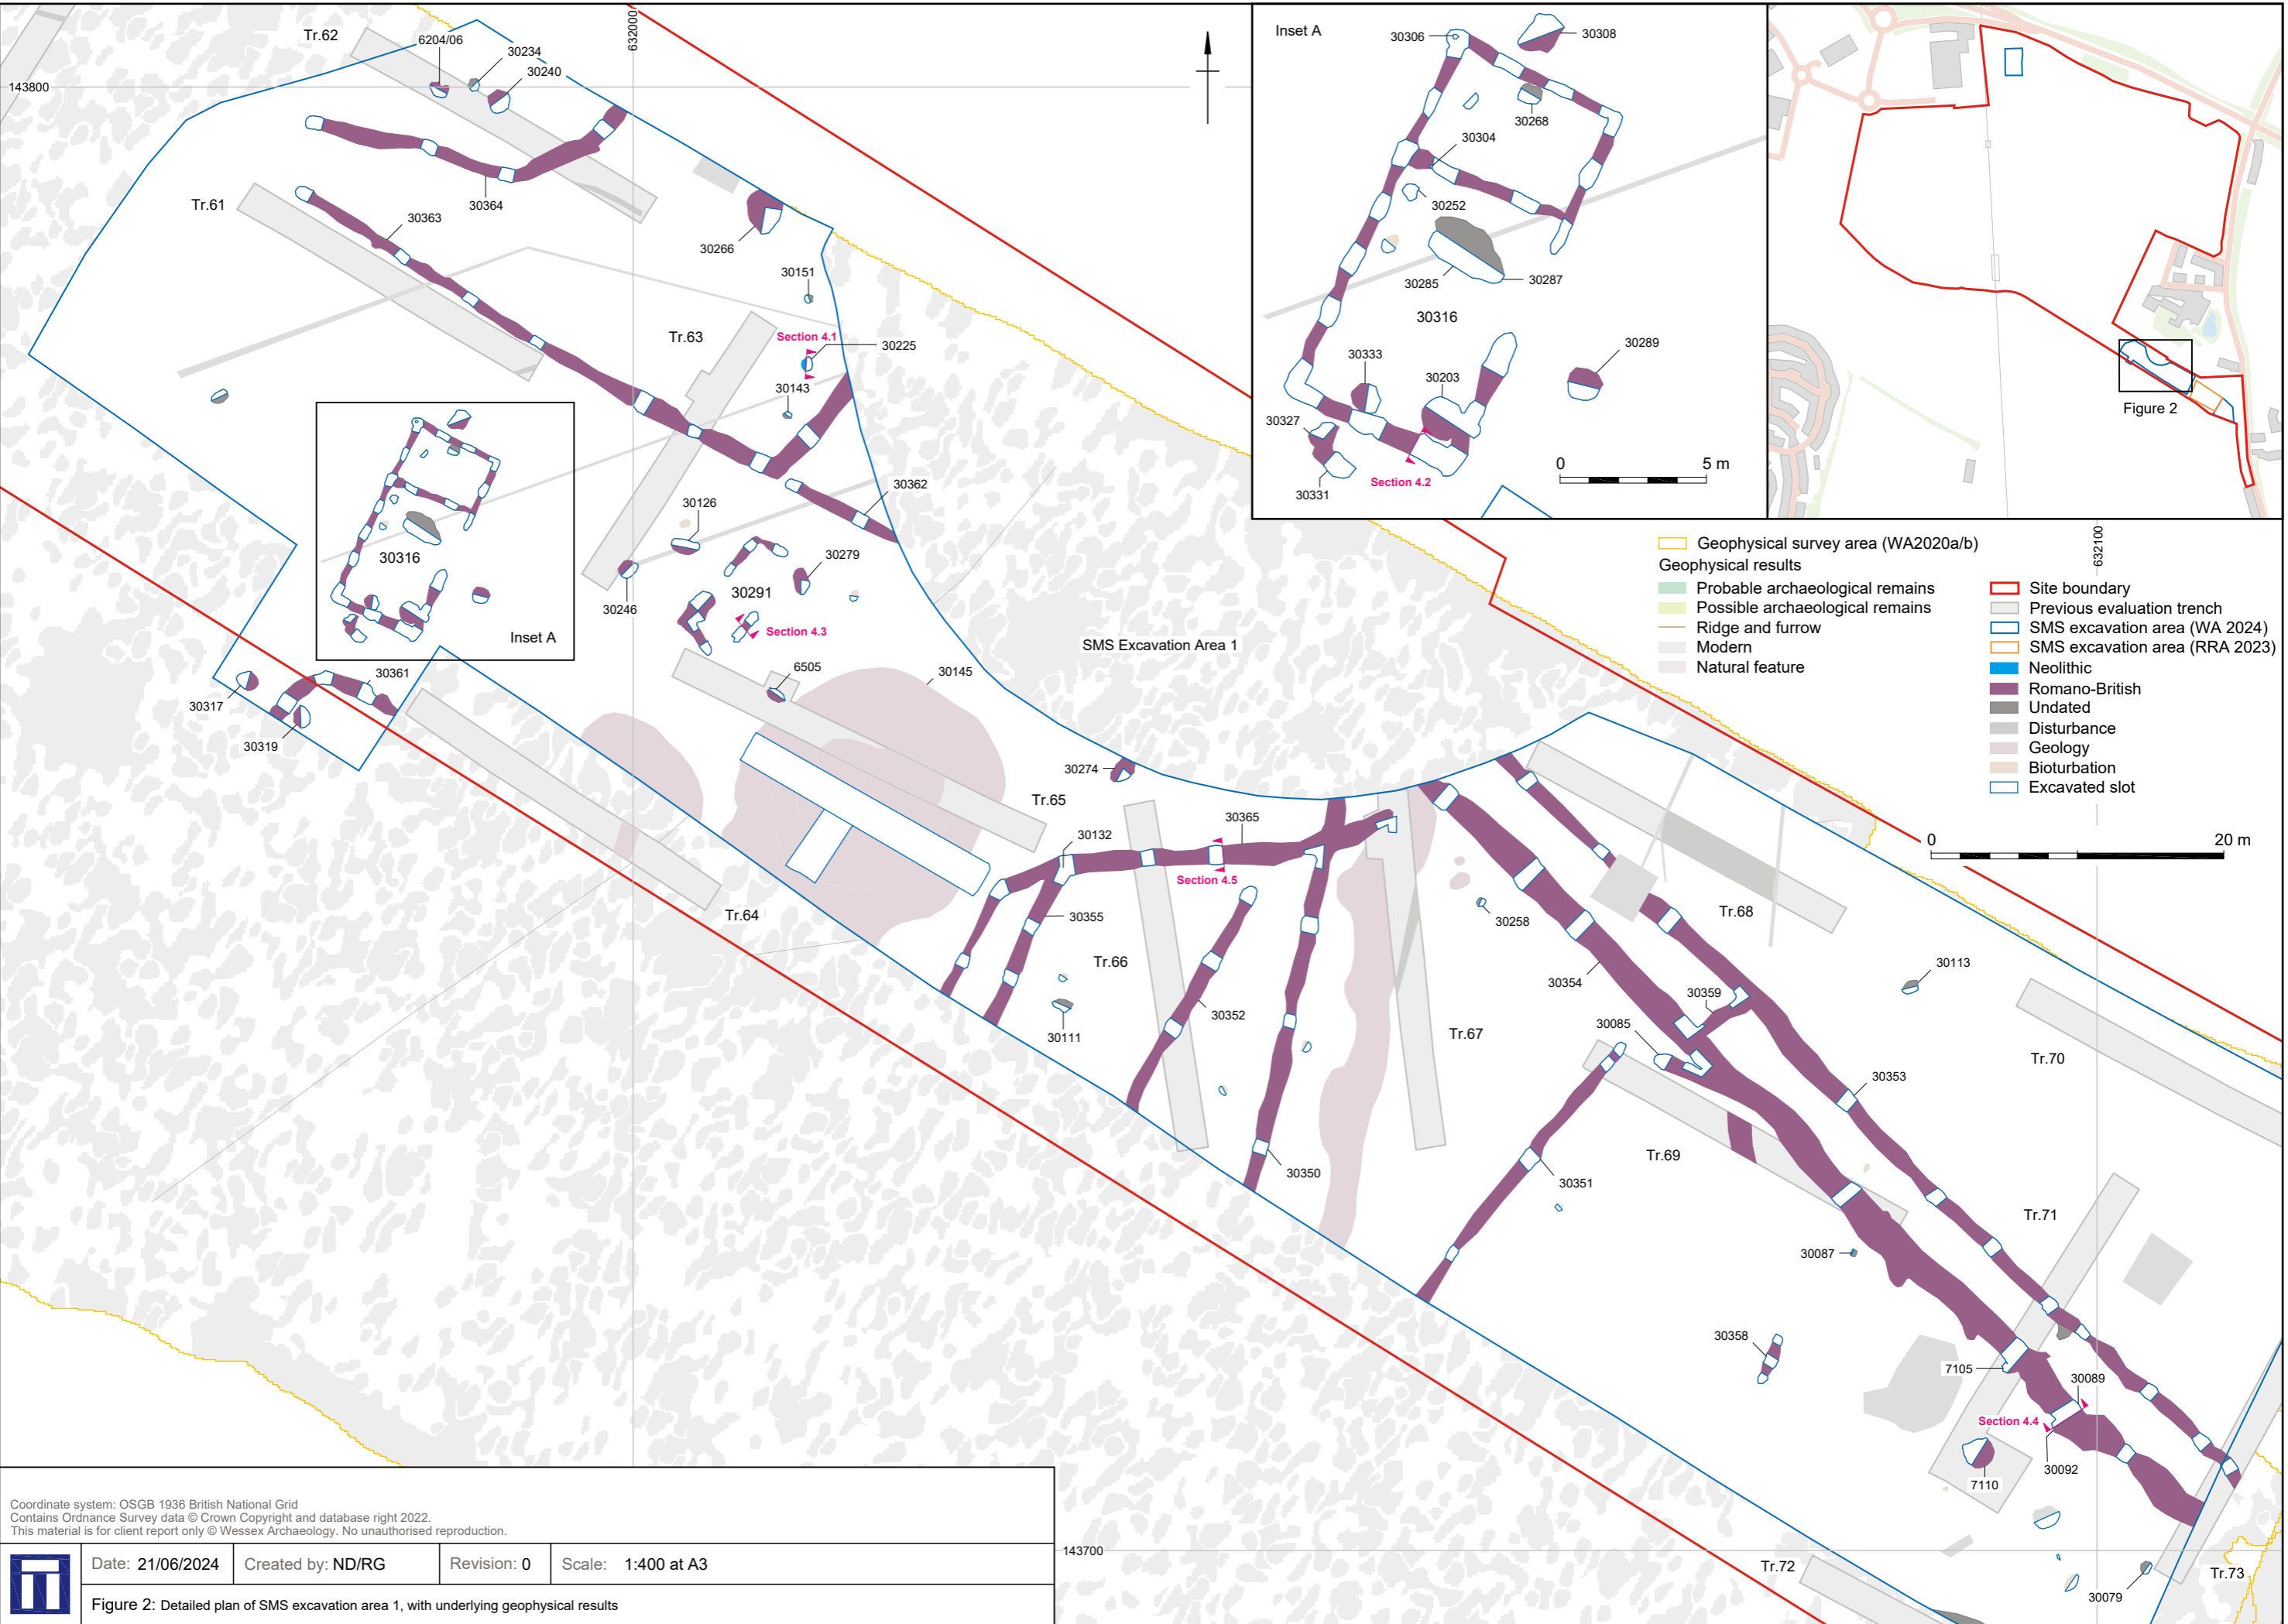 Tr.62
6204/06
30234
30240
632000
143800
Tr.61
30363
30364
30266
30151
Tr.63
Section 4.1
30225
30143
30362
30126
30279
30246
30291
Section 4.3
30316
Inset A
6505
30145
30361
30317
30319
SMS Excavation Area 1
30274
Tr.65
30132
30365
Section 4.5
Tr.64
30355
Tr.66
30111
30352
30350
30258
Tr.67
30354
30359
30085
Tr.68
30113
30353
Tr.70
30351
Tr.69
30087
Tr.71
30358
7105
30089
Section 4.4
30092
7110
143700
Tr.72
30079
Tr.73
Inset A
30306
30308
30268
30304
30252
30285
30287
30316
30333
30203
30289
30327
30331
Section 4.2
0 5 m
Figure 2
632100
Geophysical survey area (WA2020a/b)
Geophysical results
Probable archaeological remains
Possible archaeological remains
Ridge and furrow
Modern
Natural feature
Site boundary
Previous evaluation trench
SMS excavation area (WA 2024)
SMS excavation area (RRA 2023)
Neolithic
Romano-British
Undated
Disturbance
Geology
Bioturbation
Excavated slot
0 20 m
Coordinate system: OSGB 1936 British National Grid
Contains Ordnance Survey data © Crown Copyright and database right 2022.
This material is for client report only © Wessex Archaeology. No unauthorised reproduction.
Date: 21/06/2024 Created by: ND/RG Revision: 0 Scale: 1:400 at A3
Figure 2: Detailed plan of SMS excavation area 1, with underlying geophysical results